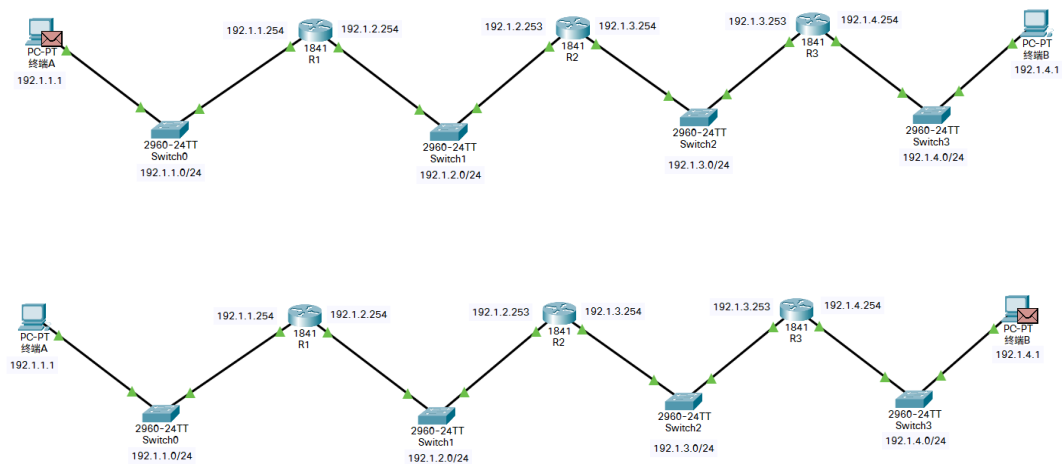 192.1.1.254
192.1.2.254
192.1.2.253
192.1.3.254
192.1.3.253
192.1.4.254
PC-PT
终端A
192.1.1.1
1841
R1
1841
R2
1841
R3
PC-PT
终端B
192.1.4.1
2960-24TT
Switch0
192.1.1.0/24
2960-24TT
Switch1
192.1.2.0/24
2960-24TT
Switch2
192.1.3.0/24
2960-24TT
Switch3
192.1.4.0/24
192.1.1.254
192.1.2.254
192.1.2.253
192.1.3.254
192.1.3.253
192.1.4.254
PC-PT
终端A
192.1.1.1
1841
R1
1841
R2
1841
R3
PC-PT
终端B
192.1.4.1
2960-24TT
Switch0
192.1.1.0/24
2960-24TT
Switch1
192.1.2.0/24
2960-24TT
Switch2
192.1.3.0/24
2960-24TT
Switch3
192.1.4.0/24